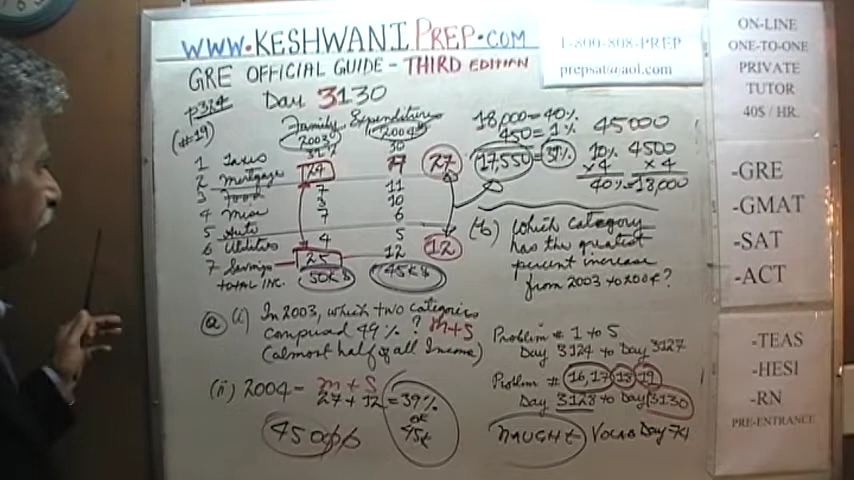 WWW.KESHWANIPREP.COM
GRE OFFICIAL GUIDE - THIRD EDITION
Day 3130
p324
(#19)
Family Expenditures
2003 2004
1 Taxes 30
2 Mortgage 24 27
3 7 11
4 Misc 3 10
5 Auto 7 6
6 Utilities 4 5
7 Savings 25 12 12
TOTAL INC. 50K$ 45K$
18,000 = 40%
450 = 1%
17,550 = 39%
45000
10% 4500
×4 ×4
40% = 18,000
(b) Which category
has the greatest
percent increase
from 2003 to 2004?
(a) (i) In 2003, which two categories
comprised 49%? M+S
(almost half of all Income)
(ii) 2004 - M + S
27 + 12 = 39%
of
45K
45000
Problem # 1 to 5
Day 3124 to Day 3127
Problem # 16, 17 18 19
Day 3128 to Day 3130
NAUGHT VOCAB Day 74
1-800-808-PREP
prepsat@aol.com
ON-LINE
ONE-TO-ONE
PRIVATE
TUTOR
40$ / HR.
-GRE
-GMAT
-SAT
-ACT
-TEAS
-HESI
-RN
PRE-ENTRANCE